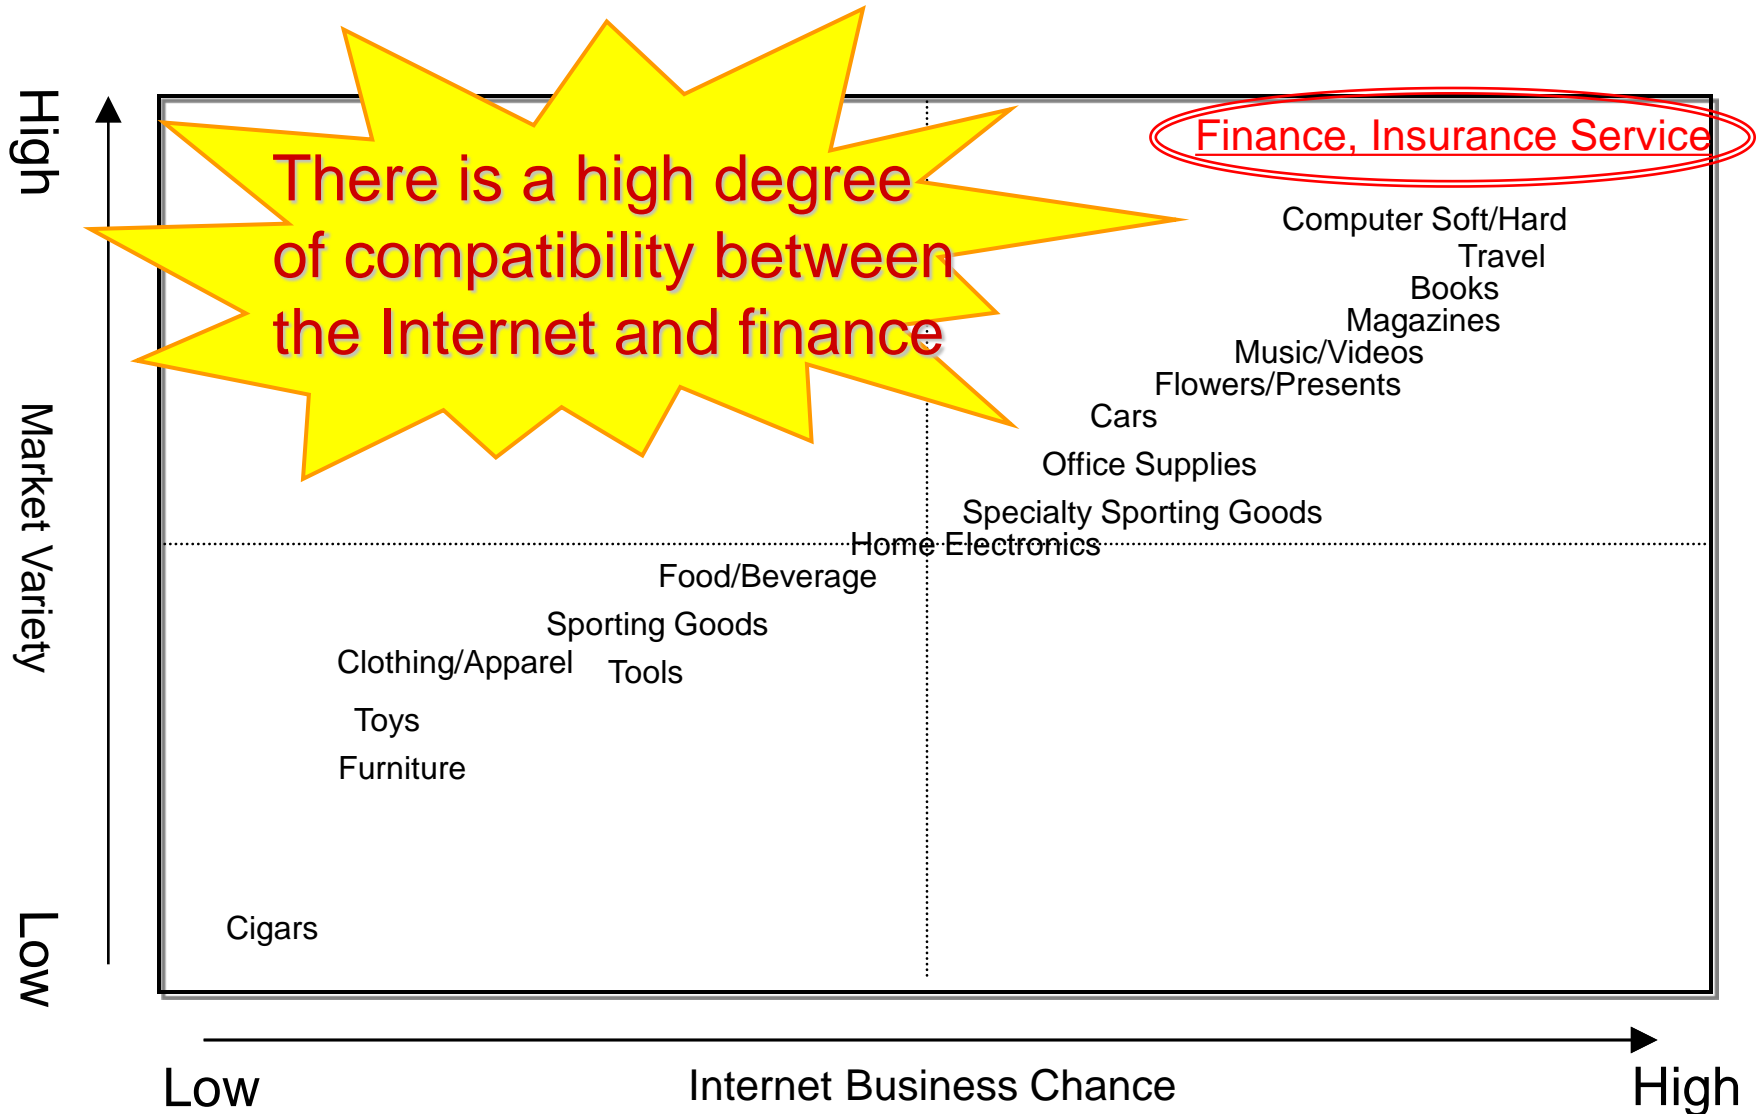 High
Finance, Insurance Service
There is a high degree
of compatibility between
the Internet and finance
Computer Soft/Hard
Travel
Books
Magazines
Music/Videos
Flowers/Presents
Cars
Office Supplies
Specialty Sporting Goods
Home Electronics
Food/Beverage
Sporting Goods
Clothing/Apparel
Tools
Toys
Furniture
Cigars
Market Variety
Low
Low
Internet Business Chance
High